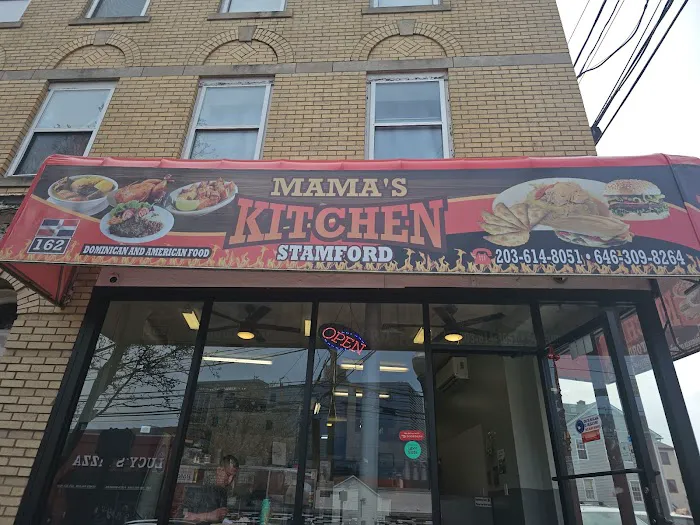 MAMA'S
KITCHEN
STAMFORD
162
DOMINICAN AND AMERICAN FOOD
203-614-8051 • 646-309-8264
OPEN